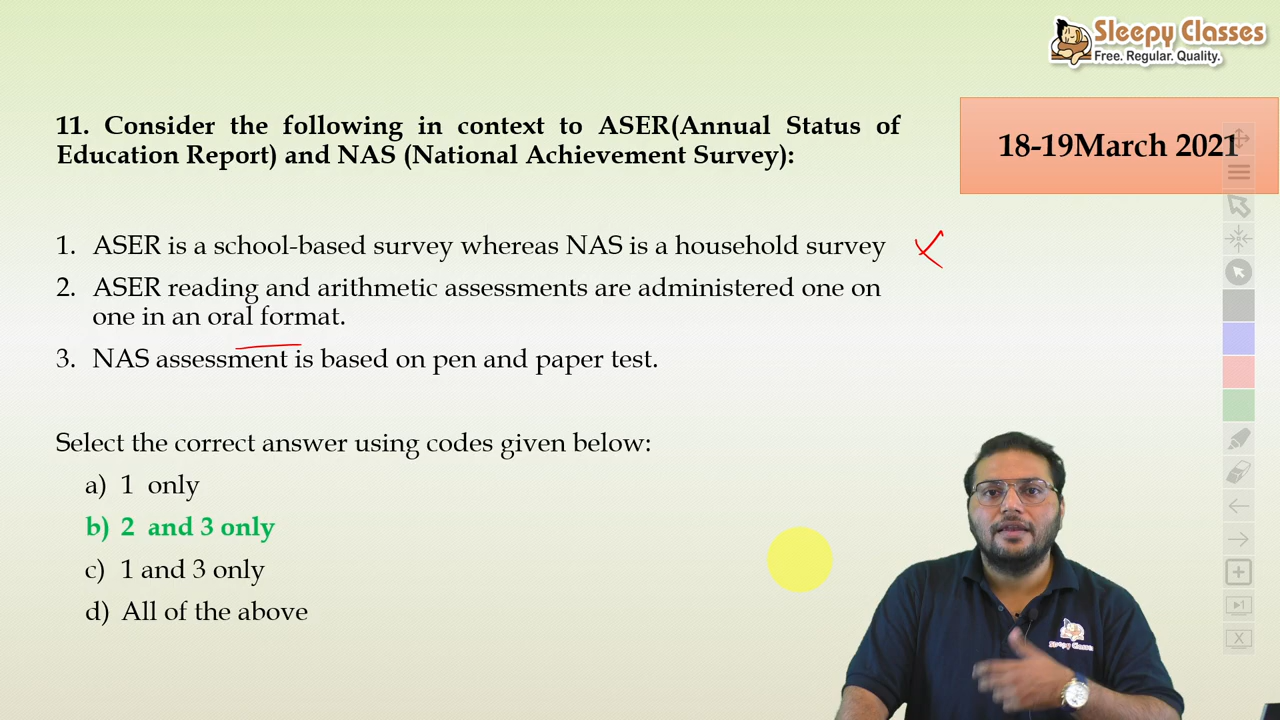 Sleepy Classes
Free. Regular. Quality.
11. Consider the following in context to ASER(Annual Status of
Education Report) and NAS (National Achievement Survey):
18-19March 2021
1. ASER is a school-based survey whereas NAS is a household survey
2. ASER reading and arithmetic assessments are administered one on
one in an oral format.
3. NAS assessment is based on pen and paper test.
Select the correct answer using codes given below:
a) 1 only
b) 2 and 3 only
c) 1 and 3 only
d) All of the above
Sleepy Classes